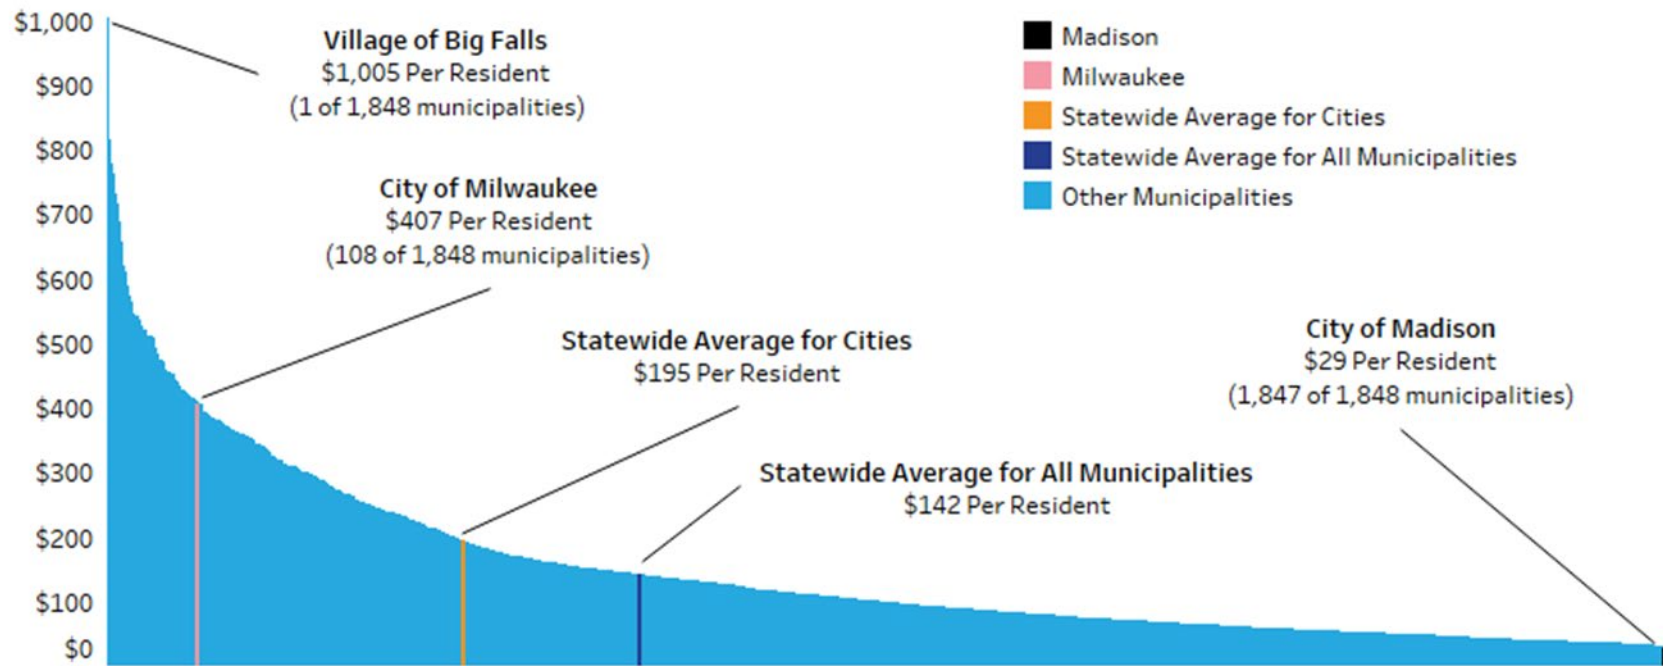 $1,000
$900
$800
$700
$600
$500
$400
$300
$200
$100
$0
Village of Big Falls
$1,005 Per Resident
(1 of 1,848 municipalities)
City of Milwaukee
$407 Per Resident
(108 of 1,848 municipalities)
Statewide Average for Cities
$195 Per Resident
Statewide Average for All Municipalities
$142 Per Resident
City of Madison
$29 Per Resident
(1,847 of 1,848 municipalities)
Madison
Milwaukee
Statewide Average for Cities
Statewide Average for All Municipalities
Other Municipalities